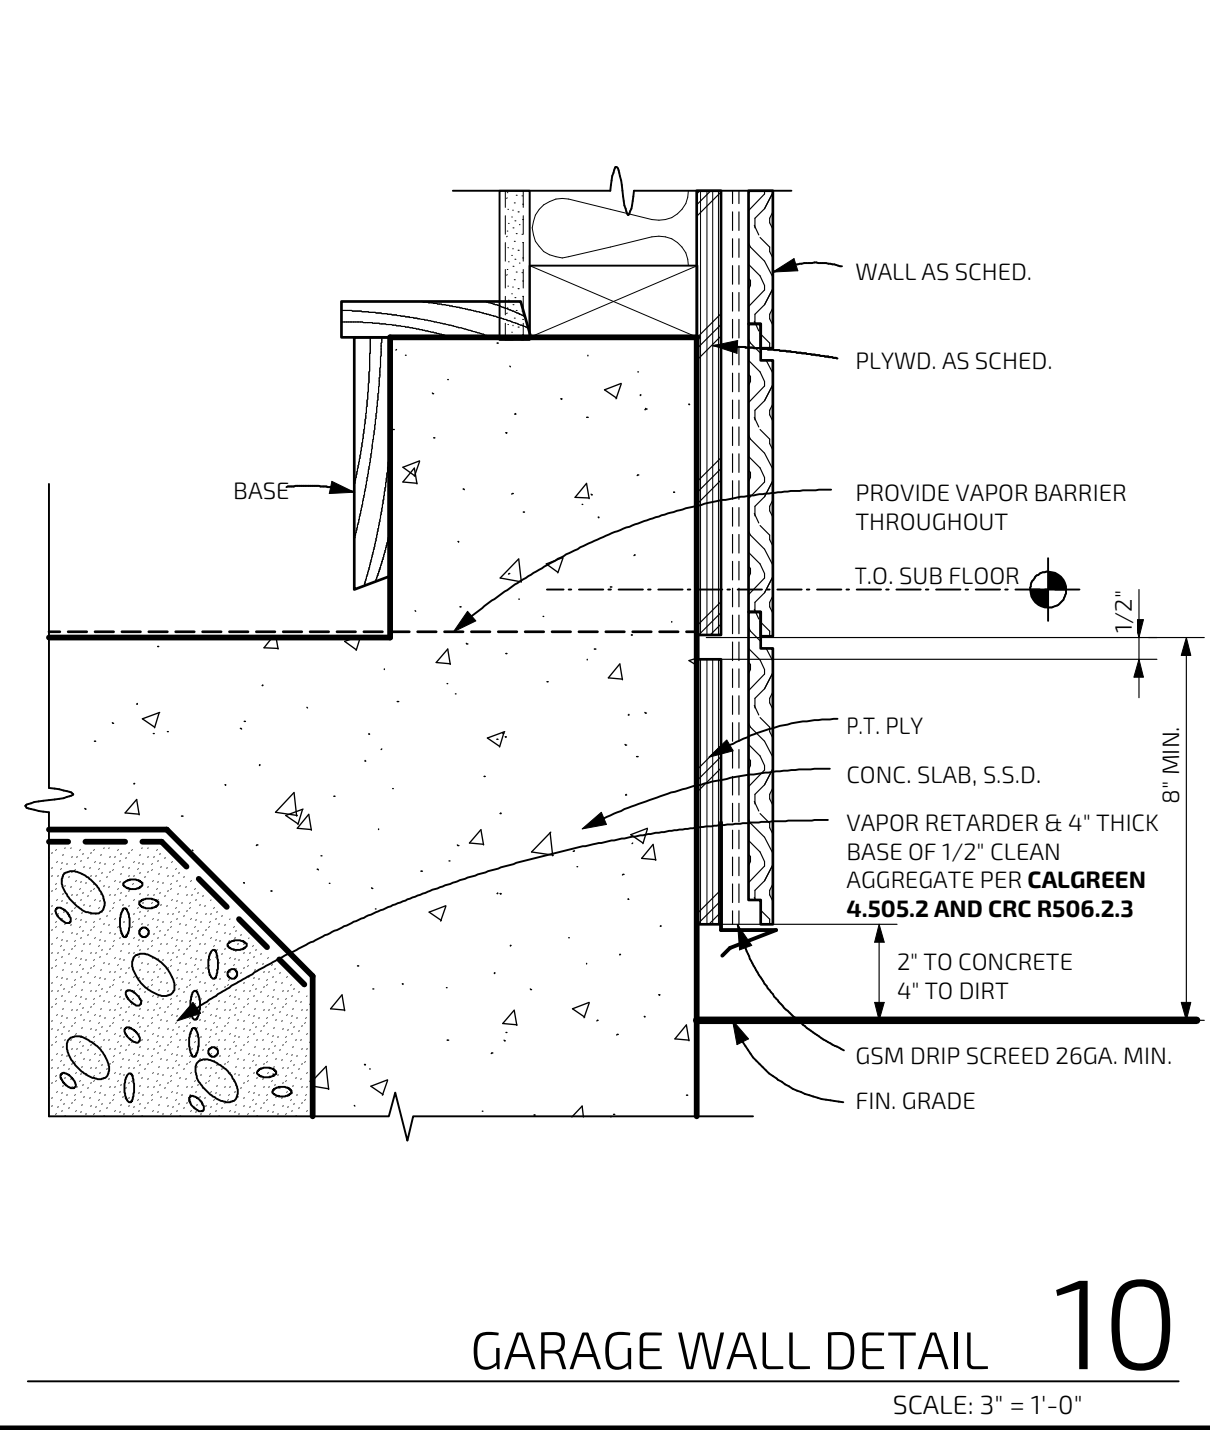 WALL AS SCHED.
PLYWD. AS SCHED.
BASE
PROVIDE VAPOR BARRIER
THROUGHOUT
T.O. SUB FLOOR
1/2"
8" MIN.
P.T. PLY
CONC. SLAB, S.S.D.
VAPOR RETARDER & 4" THICK
BASE OF 1/2" CLEAN
AGGREGATE PER CALGREEN
4.505.2 AND CRC R506.2.3
2" TO CONCRETE
4" TO DIRT
GSM DRIP SCREED 26GA. MIN.
FIN. GRADE
GARAGE WALL DETAIL 10
SCALE: 3" = 1'-0"